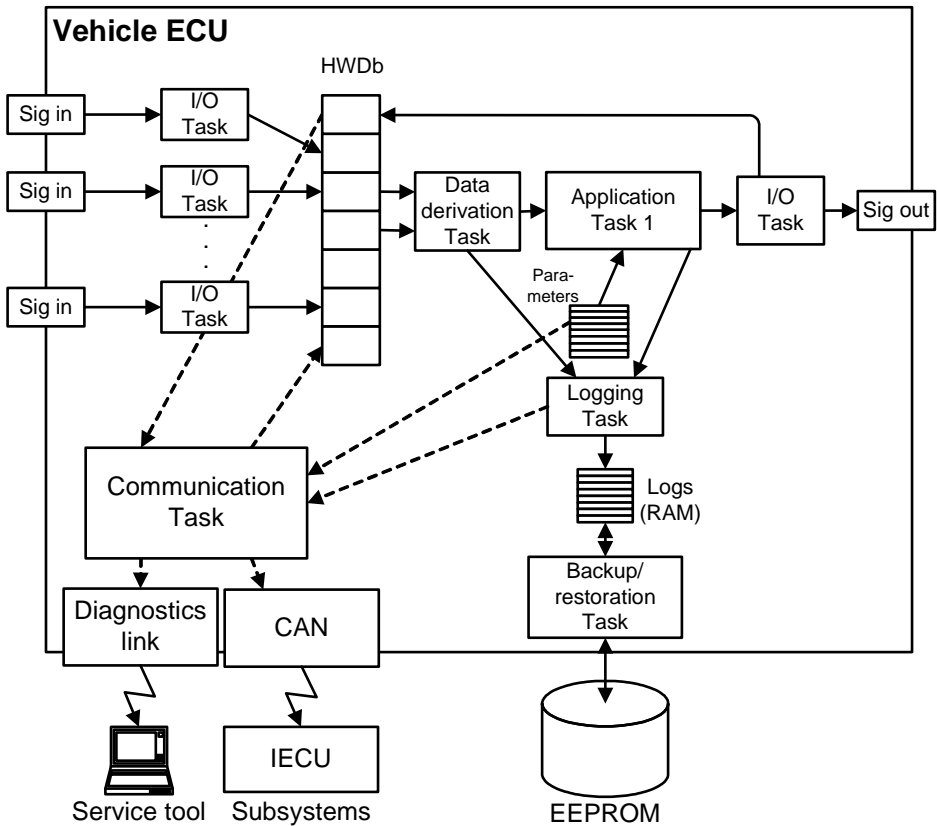 Vehicle ECU
HWDb
Sig in
I/O
Task
Sig in
I/O
Task
Data
derivation
Task
Application
Task 1
I/O
Task
Sig out
.
.
.
Sig in
I/O
Task
Para-
meters
Logging
Task
Communication
Task
Logs
(RAM)
Backup/
restoration
Task
Diagnostics
link
CAN
IECU
Service tool
Subsystems
EEPROM